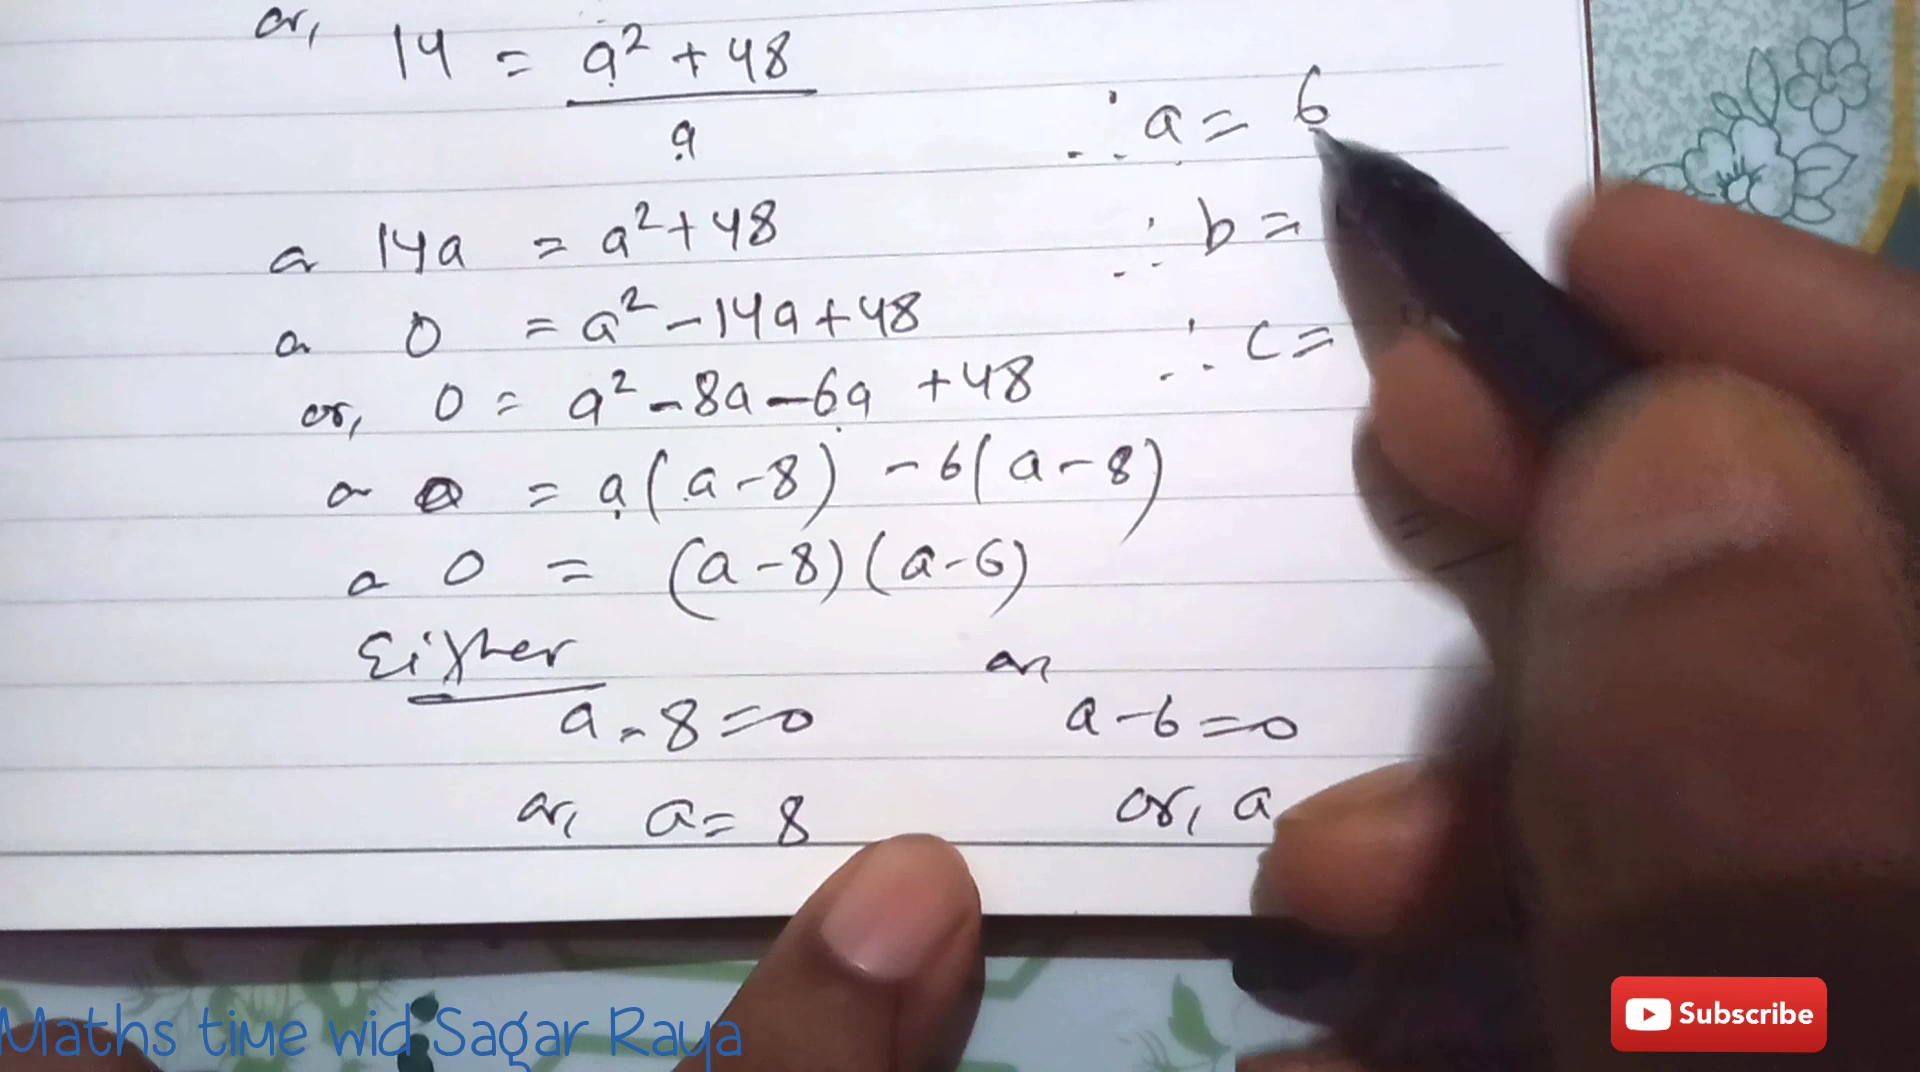 or, 14 = a² + 48
a
or 14a = a² + 48
or 0 = a² - 14a + 48
or, 0 = a² - 8a - 6a + 48
or 0 = a(a-8) - 6(a-8)
or 0 = (a-8)(a-6)
Either
or
a - 8 = 0
a - 6 = 0
or, a = 8
or, a
∴ a = 6
∴ b =
∴ c =
Maths time wid Sagar Raya
Subscribe